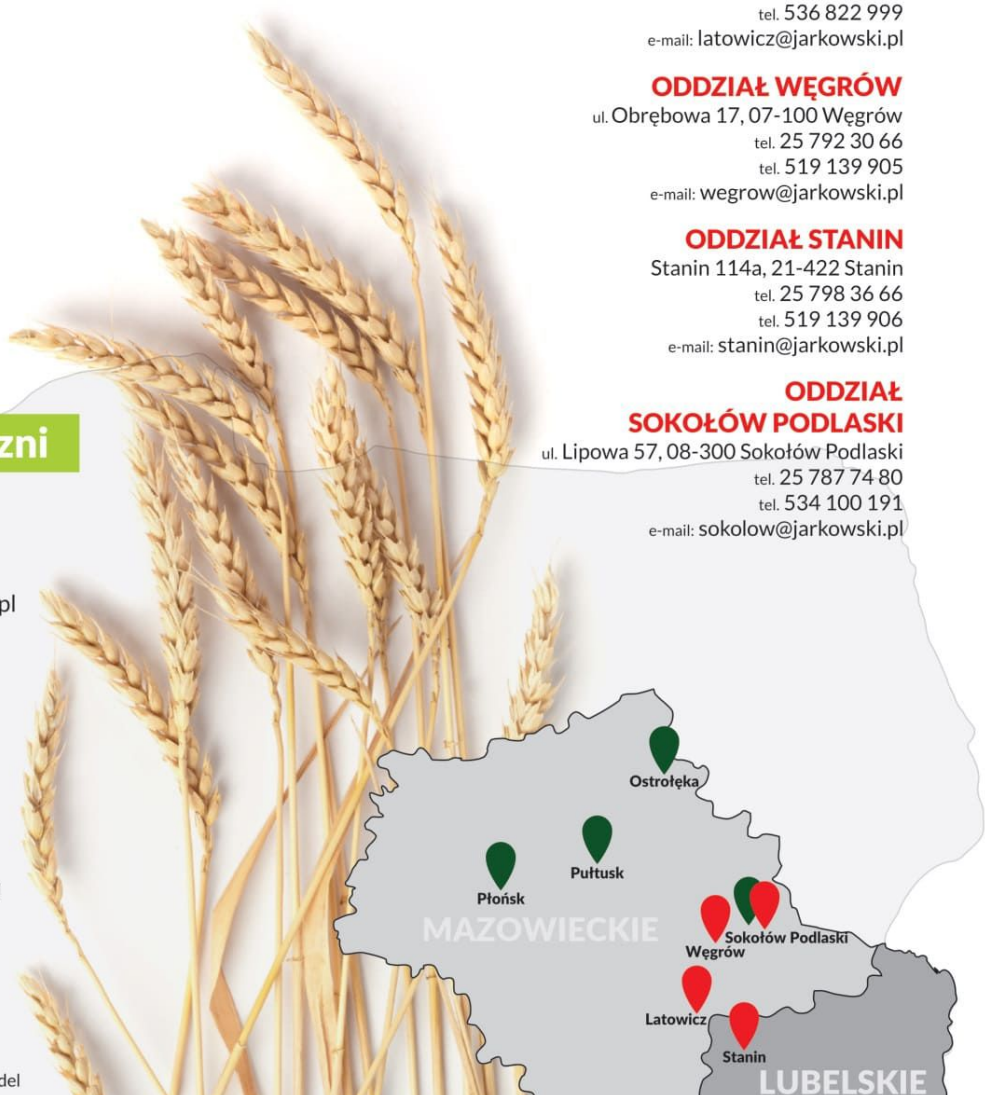 tel. 536 822 999
e-mail: latowicz@jarkowski.pl
ODDZIAŁ WĘGRÓW
ul. Obrębowa 17, 07-100 Węgrów
tel. 25 792 30 66
tel. 519 139 905
e-mail: wegrow@jarkowski.pl
ODDZIAŁ STANIN
Stanin 114a, 21-422 Stanin
tel. 25 798 36 66
tel. 519 139 906
e-mail: stanin@jarkowski.pl
ODDZIAŁ
SOKOŁÓW PODLASKI
ul. Lipowa 57, 08-300 Sokołów Podlaski
tel. 25 787 74 80
tel. 534 100 191
e-mail: sokolow@jarkowski.pl
zni
pl
Ostrołęka
Pułtusk
Płońsk
MAZOWIECKIE
Sokołów Podlaski
Węgrów
Latowicz
Stanin
del
LUBELSKIE